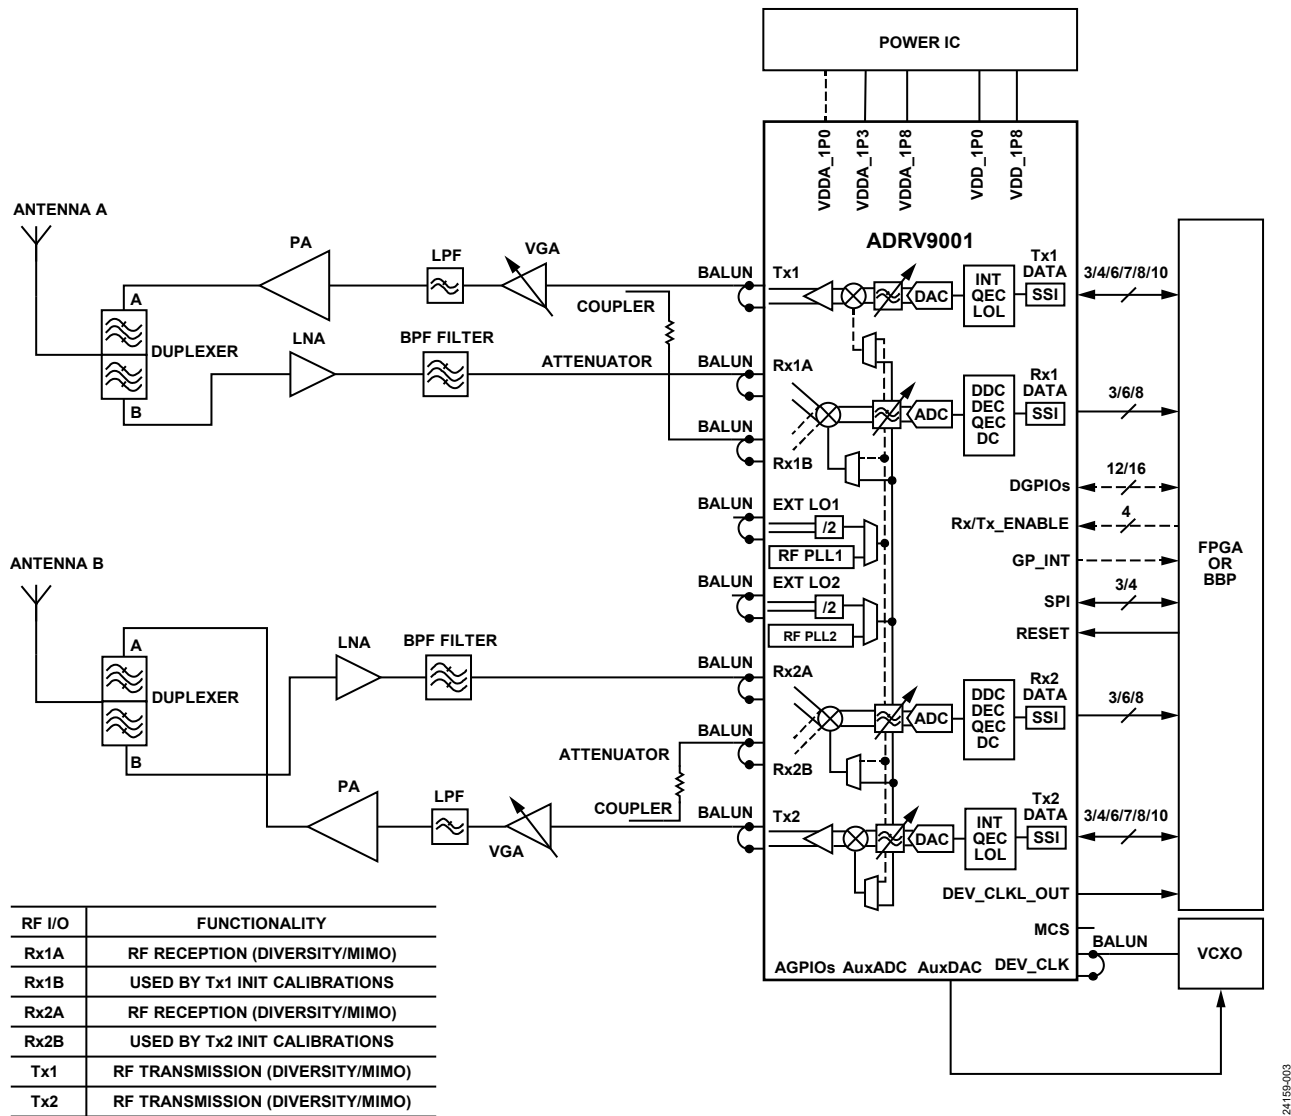 POWER IC
VDDA_1P0
VDDA_1P3
VDDA_1P8
VDD_1P0
VDD_1P8
ADRV9001
ANTENNA A
PA
LPF
VGA
BALUN
Tx1
COUPLER
A
DUPLEXER
B
LNA
BPF FILTER
ATTENUATOR
BALUN
Rx1A
BALUN
Rx1B
DAC
INT
QEC
LOL
Tx1
DATA
SSI
3/4/6/7/8/10
ADC
DDC
DEC
QEC
DC
Rx1
DATA
SSI
3/6/8
DGPIOs
12/16
Rx/Tx_ENABLE
4
GP_INT
SPI
3/4
RESET
FPGA
OR
BBP
BALUN
EXT LO1
/2
RF PLL1
BALUN
EXT LO2
/2
RF PLL2
ANTENNA B
A
DUPLEXER
B
LNA
BPF FILTER
BALUN
Rx2A
BALUN
Rx2B
ATTENUATOR
COUPLER
PA
LPF
VGA
BALUN
Tx2
ADC
DDC
DEC
QEC
DC
Rx2
DATA
SSI
3/6/8
DAC
INT
QEC
LOL
Tx2
DATA
SSI
3/4/6/7/8/10
DEV_CLKL_OUT
MCS
BALUN
VCXO
AGPIOs AuxADC AuxDAC DEV_CLK
RF I/O FUNCTIONALITY
Rx1A RF RECEPTION (DIVERSITY/MIMO)
Rx1B USED BY Tx1 INIT CALIBRATIONS
Rx2A RF RECEPTION (DIVERSITY/MIMO)
Rx2B USED BY Tx2 INIT CALIBRATIONS
Tx1 RF TRANSMISSION (DIVERSITY/MIMO)
Tx2 RF TRANSMISSION (DIVERSITY/MIMO)
24159-003